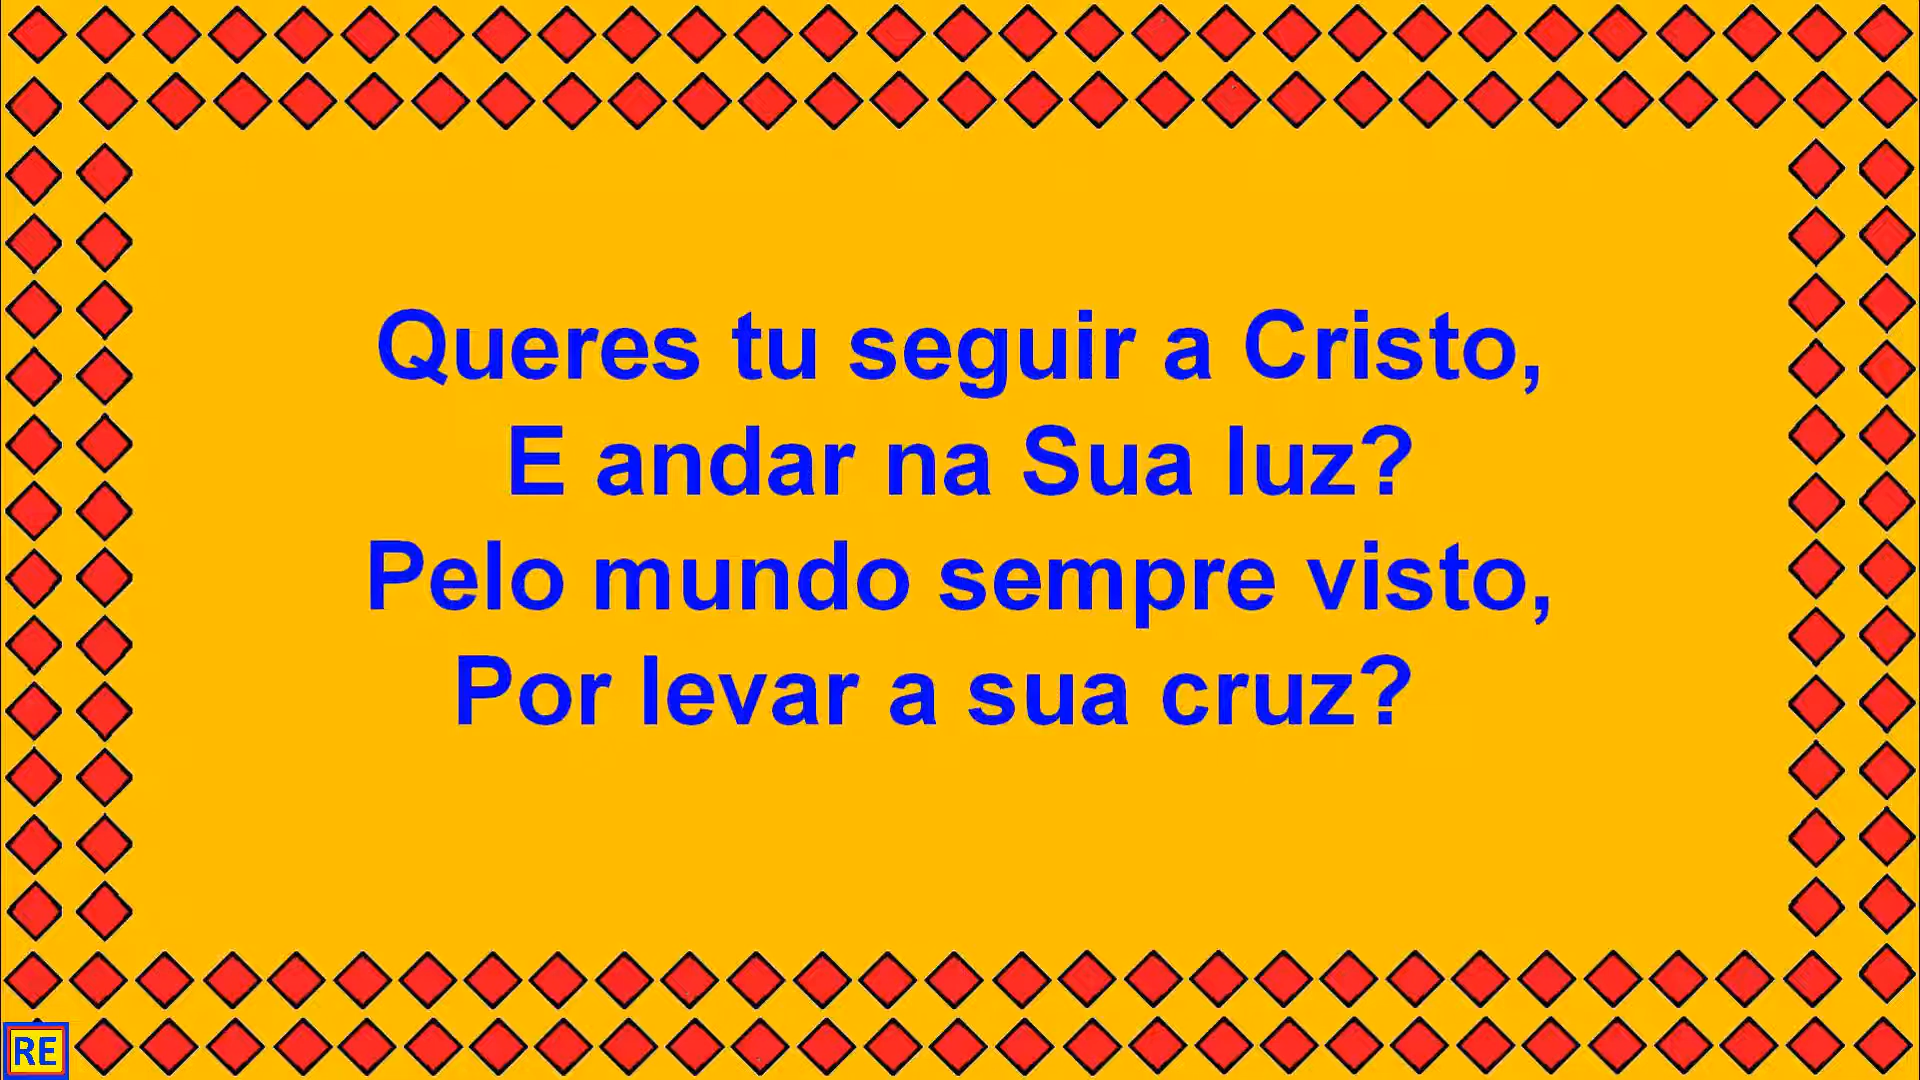 Queres tu seguir a Cristo,
E andar na Sua luz?
Pelo mundo sempre visto,
Por levar a sua cruz?
RE